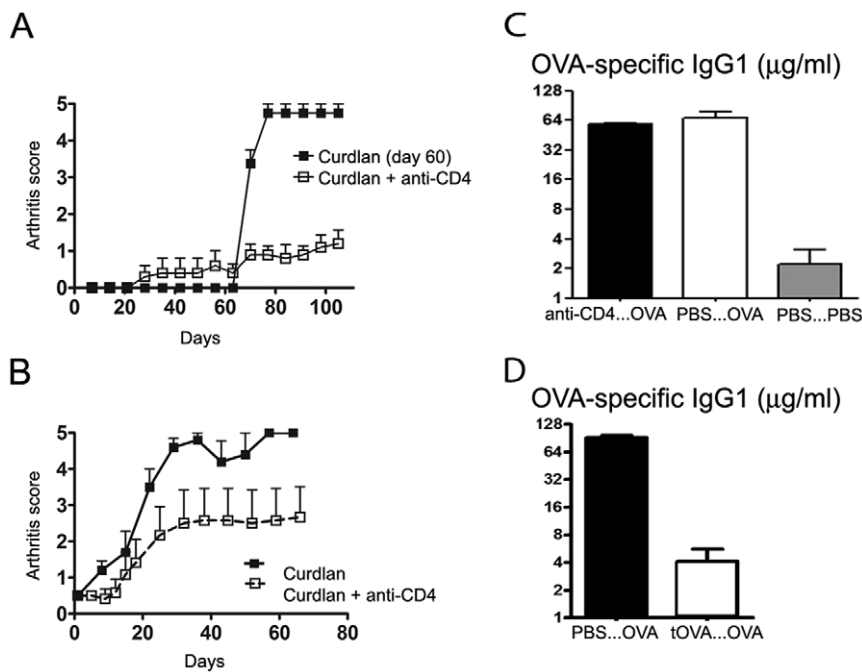 A
5
4
3
2
1
0
Arthritis score
Curdlan (day 60)
Curdlan + anti-CD4
0 20 40 60 80 100
Days
B
5
4
3
2
1
0
Arthritis score
Curdlan
Curdlan + anti-CD4
0 20 40 60 80
Days
C
OVA-specific IgG1 (µg/ml)
128
64
32
16
8
4
2
1
anti-CD4...OVA PBS...OVA PBS...PBS
D
OVA-specific IgG1 (µg/ml)
128
64
32
16
8
4
2
1
PBS...OVA tOVA...OVA